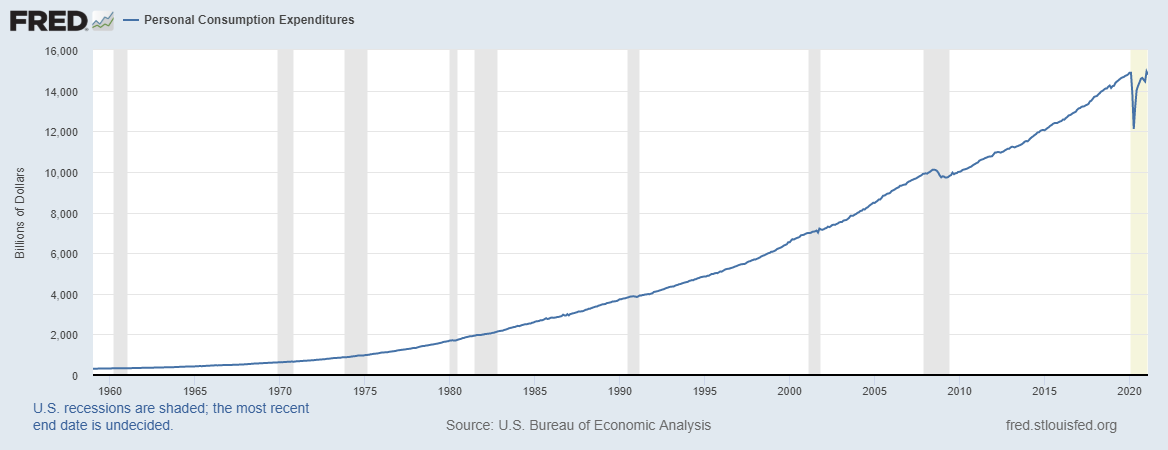 FRED
Personal Consumption Expenditures
16,000
14,000
12,000
10,000
8,000
6,000
4,000
2,000
0
Billions of Dollars
1960 1965 1970 1975 1980 1985 1990 1995 2000 2005 2010 2015 2020
U.S. recessions are shaded; the most recent
end date is undecided.
Source: U.S. Bureau of Economic Analysis
fred.stlouisfed.org